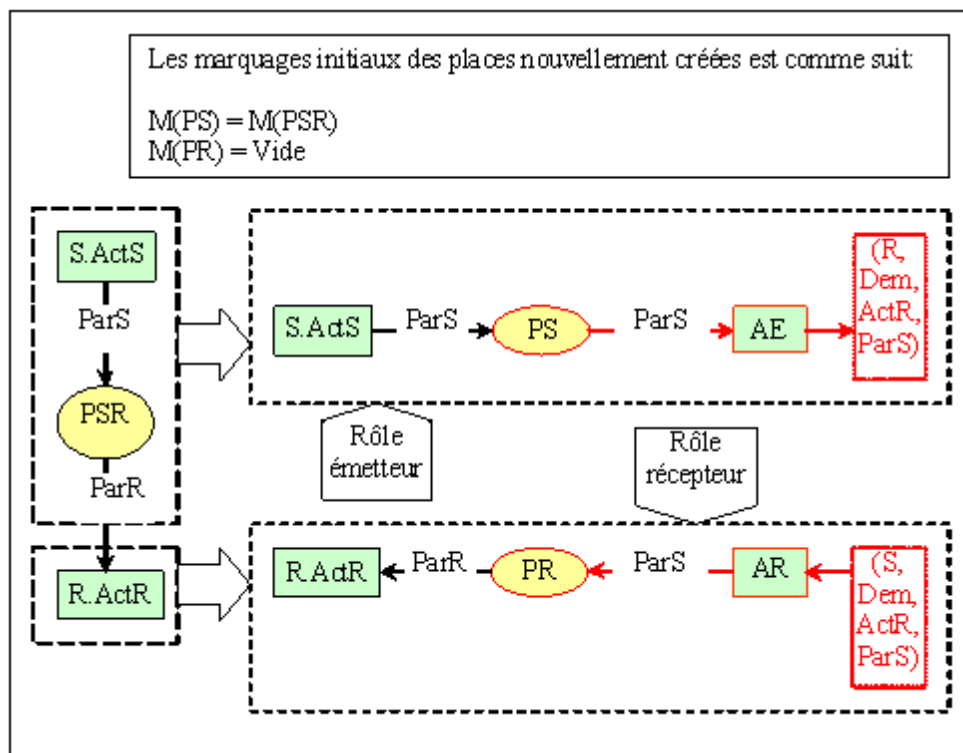 Les marquages initiaux des places nouvellement créées est comme suit:
M(PS) = M(PSR)
M(PR) = Vide
S.ActS
ParS
PSR
ParR
R.ActR
S.ActS
ParS
PS
ParS
AE
(R,
Dem,
ActR,
ParS)
Rôle
émetteur
Rôle
récepteur
R.ActR
ParR
PR
ParS
AR
(S,
Dem,
ActR,
ParS)